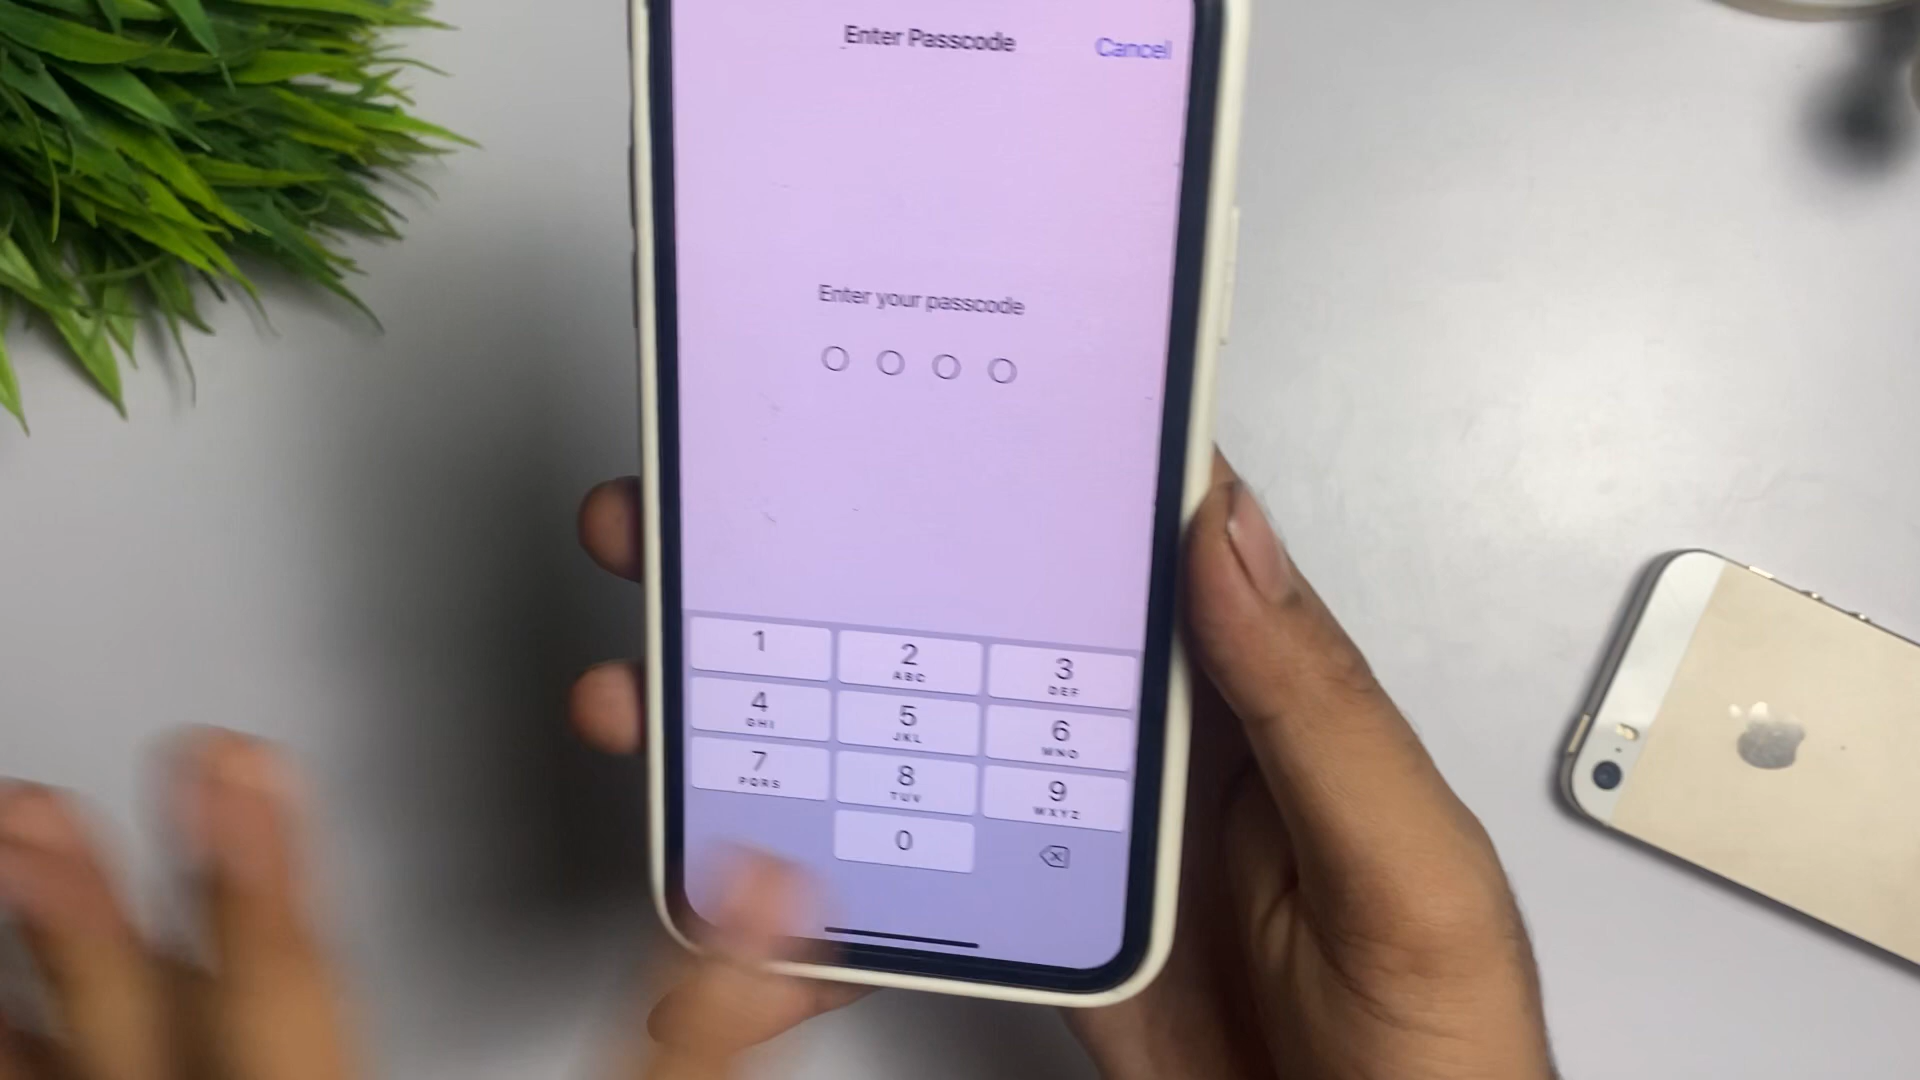 Enter Passcode
Cancel
Enter your passcode
1
2
ABC
3
DEF
4
GHI
5
JKL
6
MNO
7
PQRS
8
TUV
9
WXYZ
0